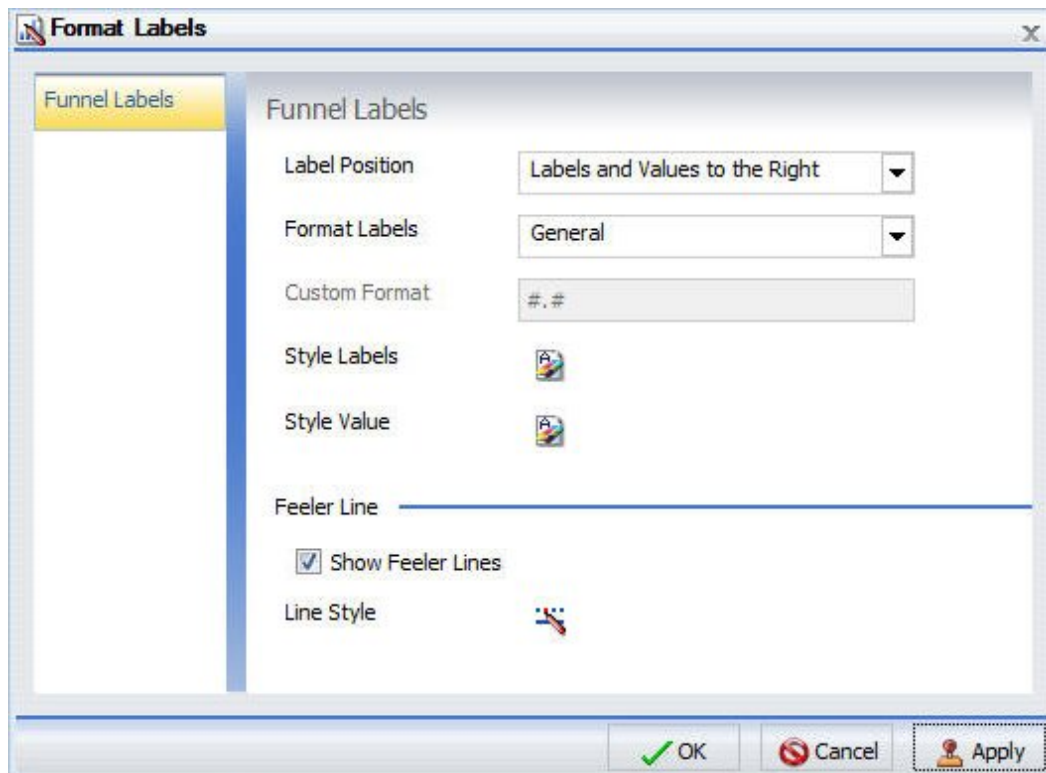 Format Labels
Funnel Labels
Funnel Labels
Label Position
Labels and Values to the Right
Format Labels
General
Custom Format
#.#
Style Labels
Style Value
Feeler Line
Show Feeler Lines
Line Style
OK
Cancel
Apply